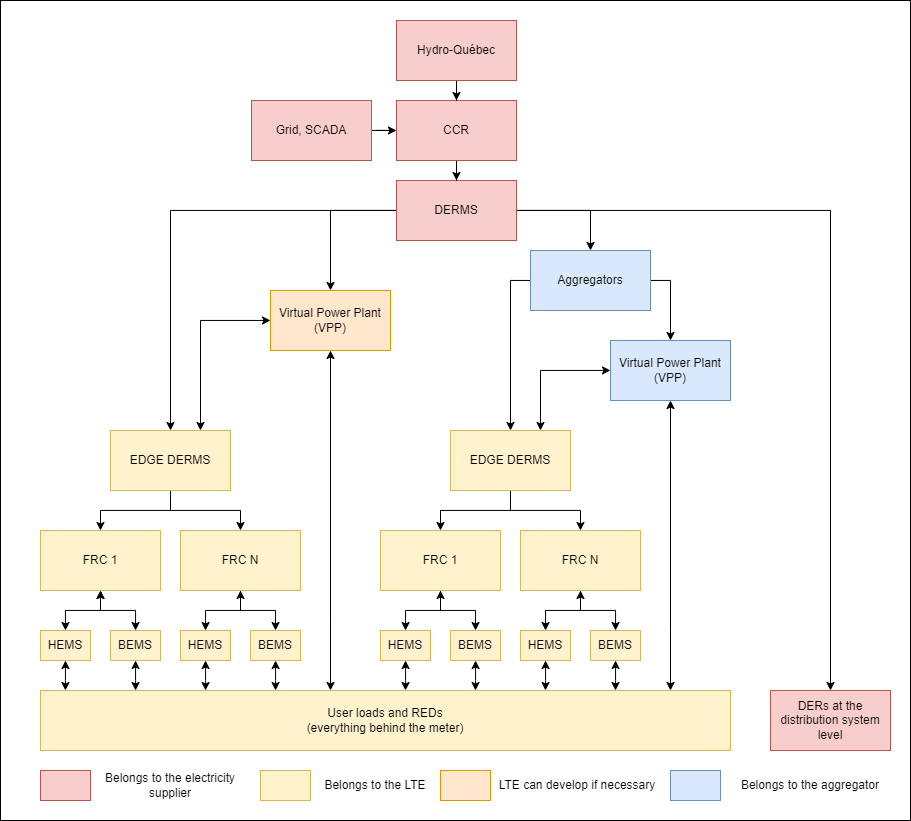 Hydro-Québec
Grid, SCADA
CCR
DERMS
Aggregators
Virtual Power Plant
(VPP)
Virtual Power Plant
(VPP)
EDGE DERMS
EDGE DERMS
FRC 1
FRC N
FRC 1
FRC N
HEMS
BEMS
HEMS
BEMS
HEMS
BEMS
HEMS
BEMS
User loads and REDs
(everything behind the meter)
DERs at the
distribution system
level
Belongs to the electricity
supplier
Belongs to the LTE
LTE can develop if necessary
Belongs to the aggregator